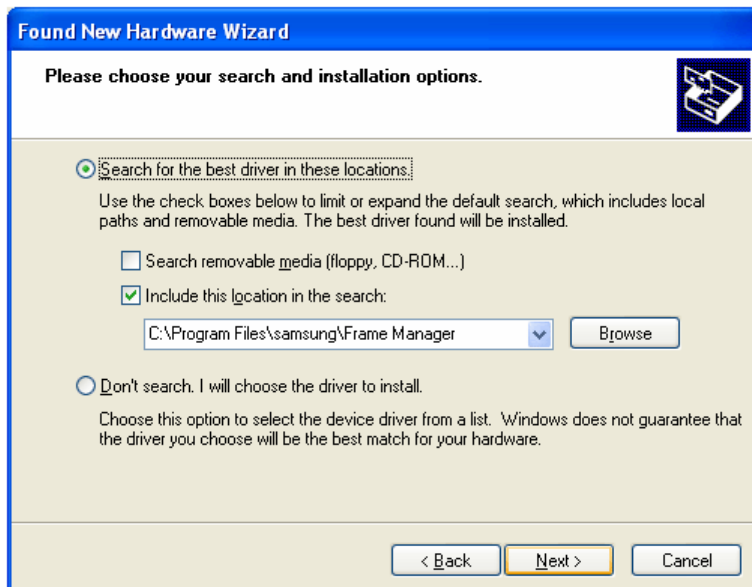 Found New Hardware Wizard
Please choose your search and installation options.
Search for the best driver in these locations.
Use the check boxes below to limit or expand the default search, which includes local
paths and removable media. The best driver found will be installed.
Search removable media (floppy, CD-ROM...)
Include this location in the search:
C:\Program Files\samsung\Frame Manager
Browse
Don't search. I will choose the driver to install.
Choose this option to select the device driver from a list. Windows does not guarantee that
the driver you choose will be the best match for your hardware.
< Back
Next >
Cancel